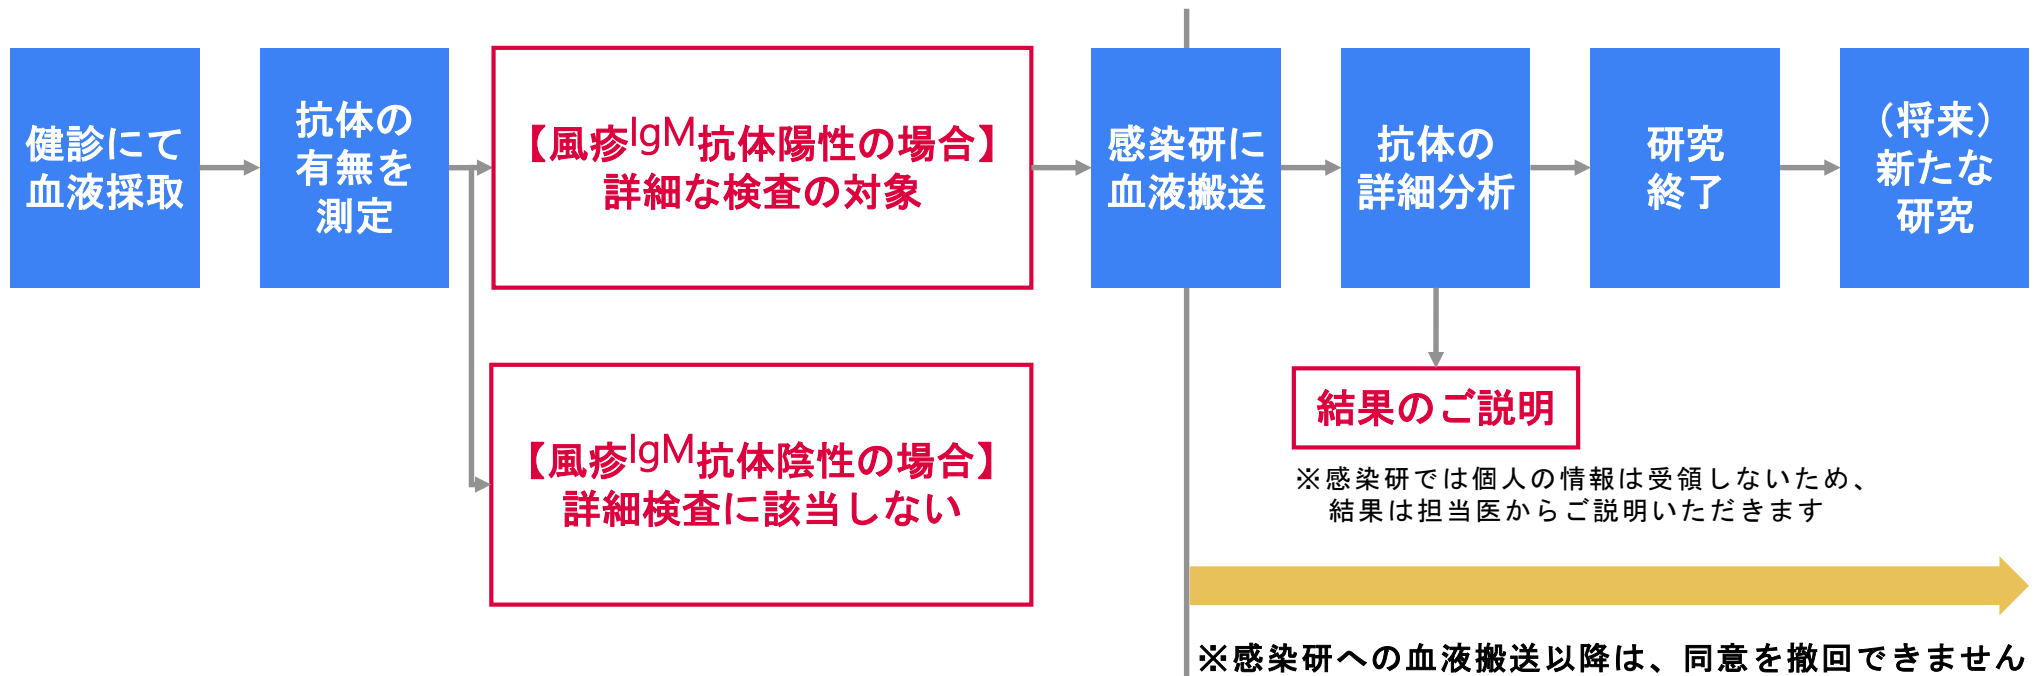 健診にて
血液採取
抗体の
有無を
測定
【風疹IgM抗体陽性の場合】
詳細な検査の対象
感染研に
血液搬送
抗体の
詳細分析
研究
終了
（将来）
新たな
研究
【風疹IgM抗体陰性の場合】
詳細検査に該当しない
結果のご説明
※感染研では個人の情報は受領しないため、
結果は担当医からご説明いただきます
※感染研への血液搬送以降は、同意を撤回できません